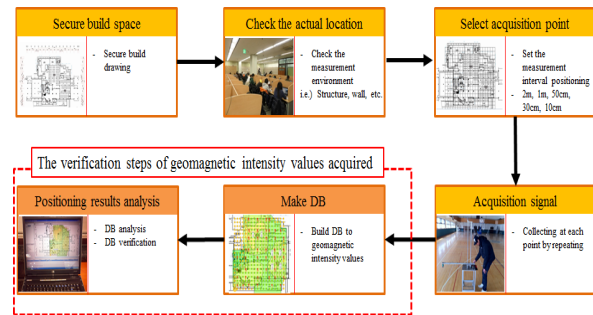 Secure build space
- Secure build
drawing
Check the actual location
- Check the
measurement
environment
i.e.) Structure, wall, etc.
Select acquisition point
- Set the
measurement
interval positioning
- 2m, 1m, 50cm,
30cm, 10cm
The verification steps of geomagnetic intensity values acquired
Positioning results analysis
- DB analysis
- DB verification
Make DB
- Build DB to
geomagnetic
intensity values
Acquisition signal
- Collecting at each
point by repeating